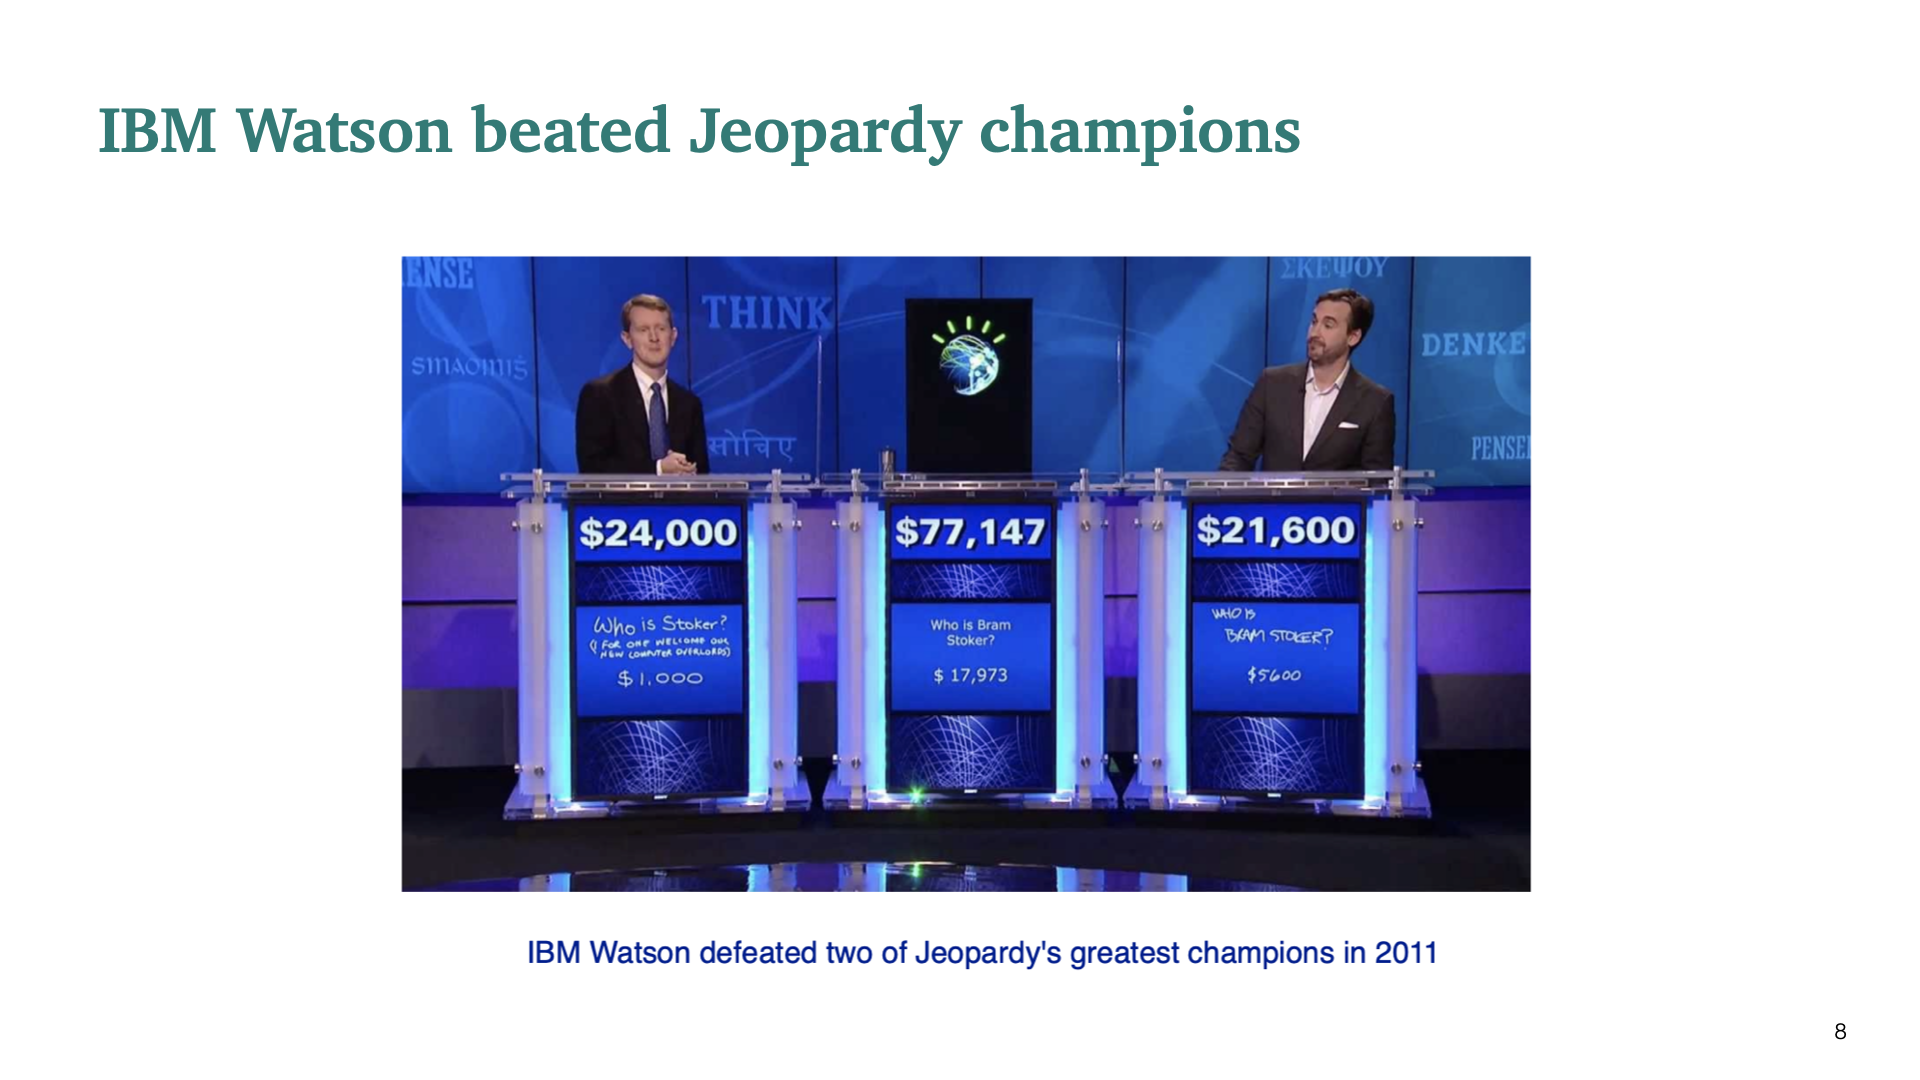 IBM Watson beated Jeopardy champions
ENSE
THINK
ΣΚΕΨΟΥ
DENKE
smaoınıš
सोचिए
PENSE
$24,000
$77,147
$21,600
Who is Stoker?
(I FOR ONE WELCOME OUR
NEW COMPUTER OVERLORDS)
$1,000
Who is Bram
Stoker?
$ 17,973
WHO IS
BRAM STOKER?
$5600
IBM Watson defeated two of Jeopardy's greatest champions in 2011
8